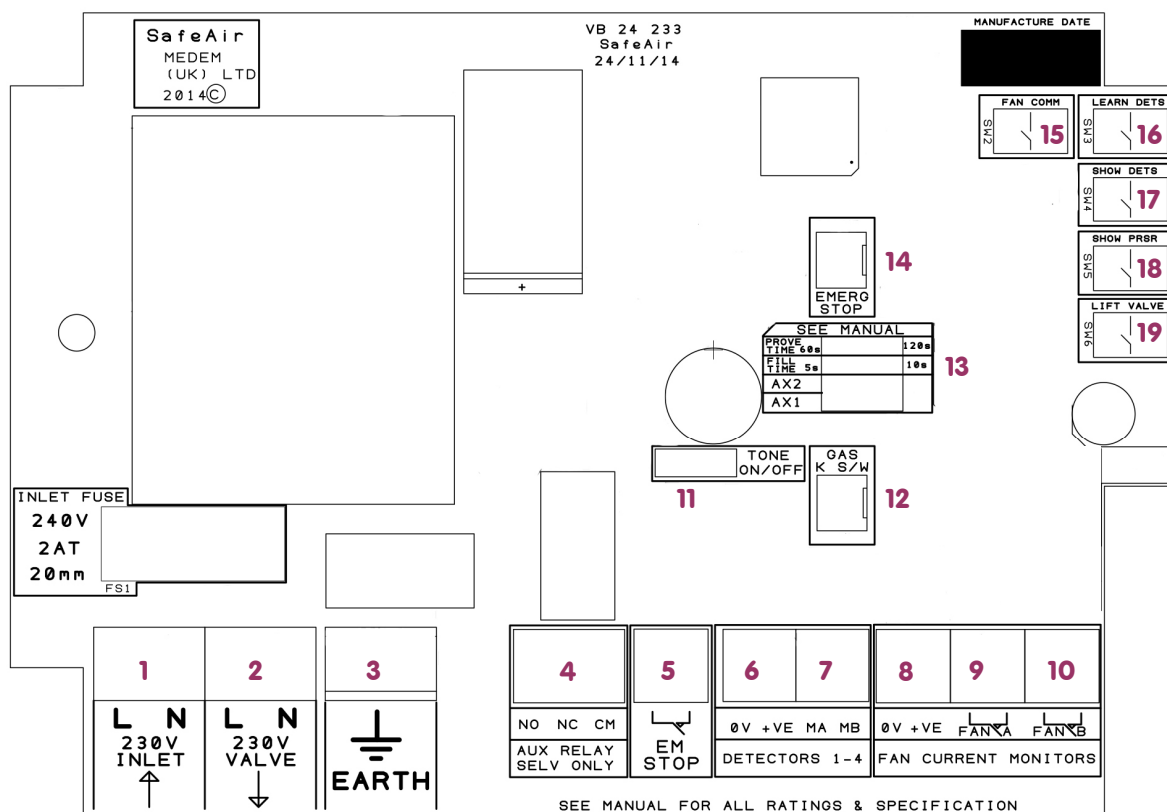 SafeAir
MEDEM
(UK) LTD
2014©
VB 24 233
SafeAir
24/11/14
MANUFACTURE DATE
FAN COMM
SW2
15
LEARN DETS
SW3
16
SHOW DETS
SW4
17
SHOW PRSR
SW5
18
LIFT VALVE
SW6
19
14
EMERG
STOP
SEE MANUAL
PROVE
TIME 60s
120s
FILL
TIME 5s
10s
AX2
AX1
13
TONE
ON/OFF
11
GAS
K S/W
12
INLET FUSE
240V
2AT
20mm
FS1
+
1
2
3
4
5
6
7
8
9
10
L N
230V
INLET
L N
230V
VALVE
EARTH
NO NC CM
AUX RELAY
SELV ONLY
EM
STOP
0V +VE MA MB
DETECTORS 1-4
0V +VE FAN A FAN B
FAN CURRENT MONITORS
SEE MANUAL FOR ALL RATINGS & SPECIFICATION